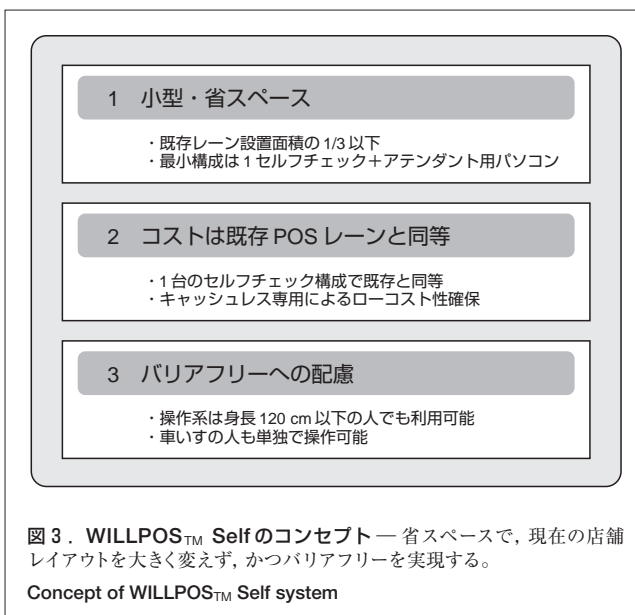 1 小型・省スペース
・既存レーン設置面積の 1/3 以下
・最小構成は 1 セルフチェック＋アテンダント用パソコン
2 コストは既存 POS レーンと同等
・1 台のセルフチェック構成で既存と同等
・キャッシュレス専用によるローコスト性確保
3 バリアフリーへの配慮
・操作系は身長 120 cm 以下の人でも利用可能
・車いすの人も単独で操作可能
図 3．WILLPOS™ Self のコンセプト — 省スペースで，現在の店舗
レイアウトを大きく変えず，かつバリアフリーを実現する。
Concept of WILLPOS™ Self system